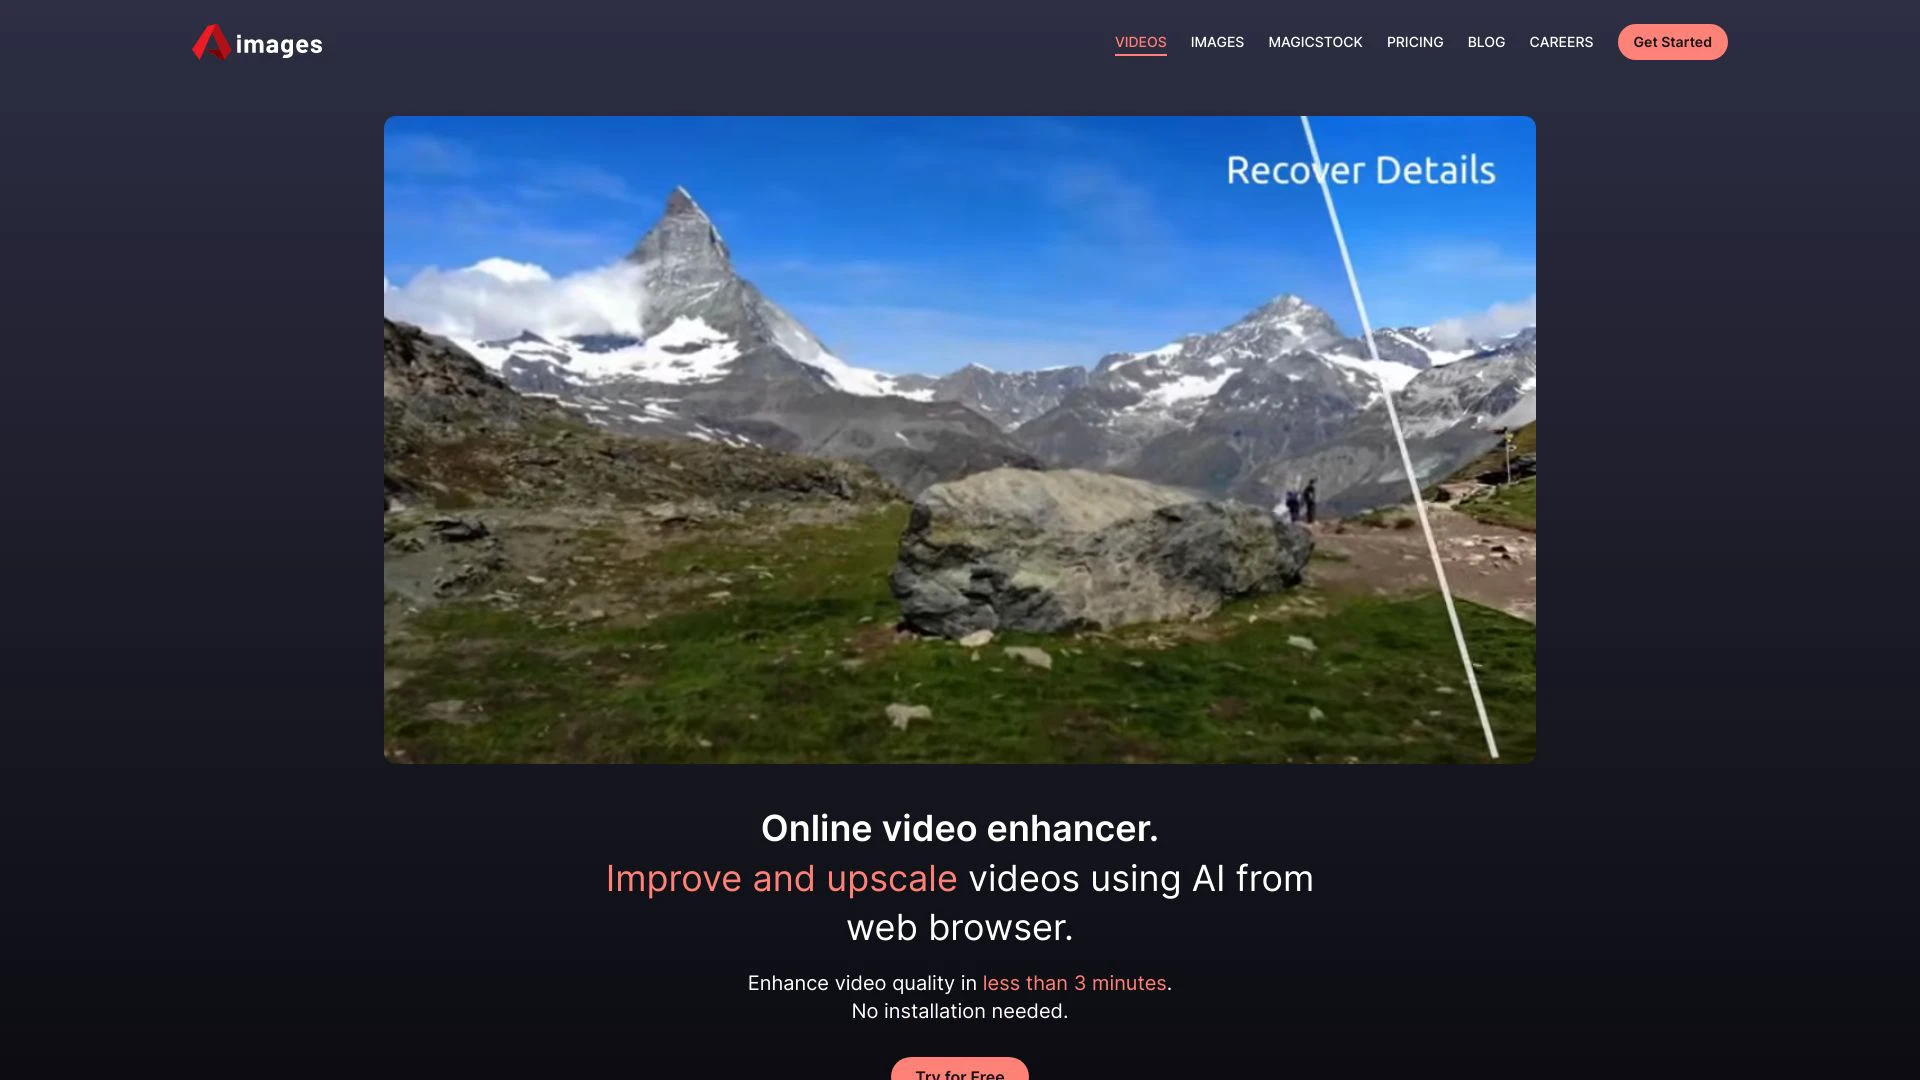 images
VIDEOS IMAGES MAGICSTOCK PRICING BLOG CAREERS Get Started
Recover Details
Online video enhancer.
Improve and upscale videos using AI from
web browser.
Enhance video quality in less than 3 minutes.
No installation needed.
Try for Free